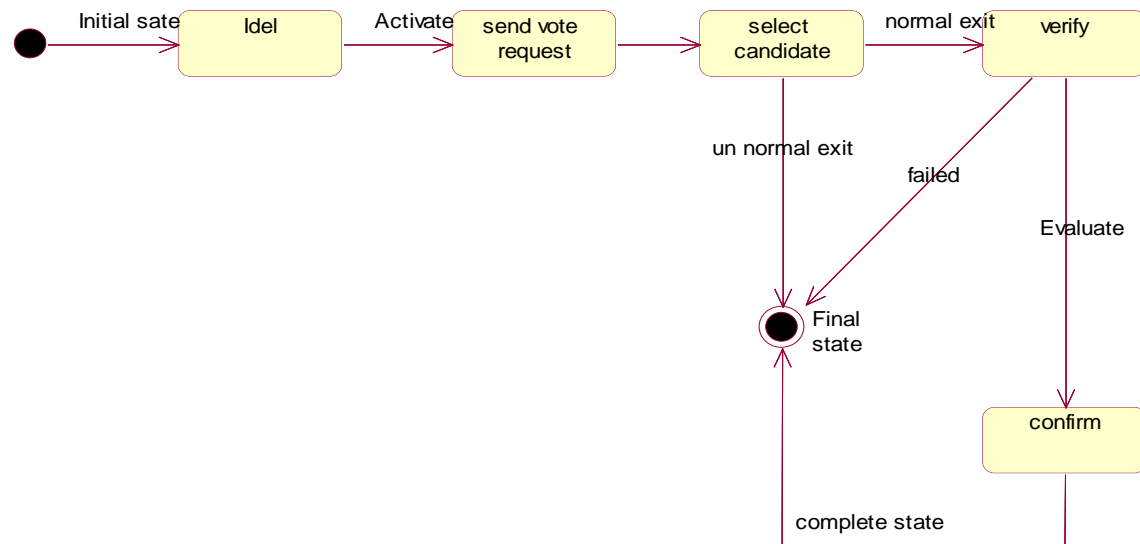 Initial sate
Idel
Activate
send vote
request
select
candidate
normal exit
verify
un normal exit
failed
Evaluate
Final
state
confirm
complete state